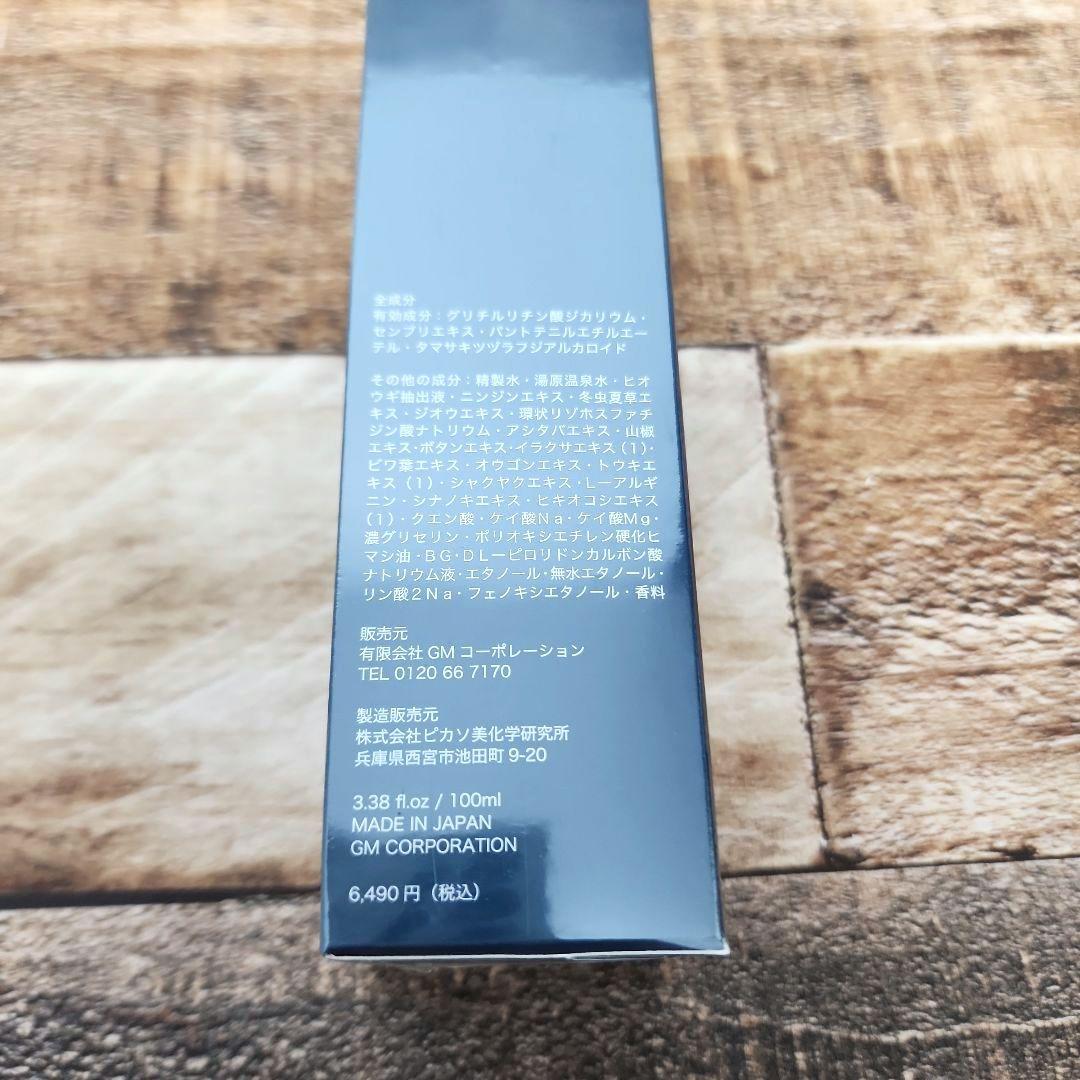 全成分
有効成分：グリチルリチン酸ジカリウム・
センブリエキス・パントテニルエチルエー
テル・タマサキツヅラフジアルカロイド
その他の成分：精製水・湯原温泉水・ヒオ
ウギ抽出液・ニンジンエキス・冬虫夏草エ
キス・ジオウエキス・環状リゾホスファチ
ジン酸ナトリウム・アシタバエキス・山椒
エキス・ボタンエキス・イラクサエキス（1）・
ビワ葉エキス・オウゴンエキス・トウキエ
キス（1）・シャクヤクエキス・Lーアルギ
ニン・シナノキエキス・ヒキオコシエキス
（1）・クエン酸・ケイ酸Na・ケイ酸Mg・
濃グリセリン・ポリオキシエチレン硬化ヒ
マシ油・BG・DLーピロリドンカルボン酸
ナトリウム液・エタノール・無水エタノール・
リン酸2Na・フェノキシエタノール・香料
販売元
有限会社GMコーポレーション
TEL 0120 66 7170
製造販売元
株式会社ピカソ美化学研究所
兵庫県西宮市池田町9-20
3.38 fl.oz / 100ml
MADE IN JAPAN
GM CORPORATION
6,490円（税込）